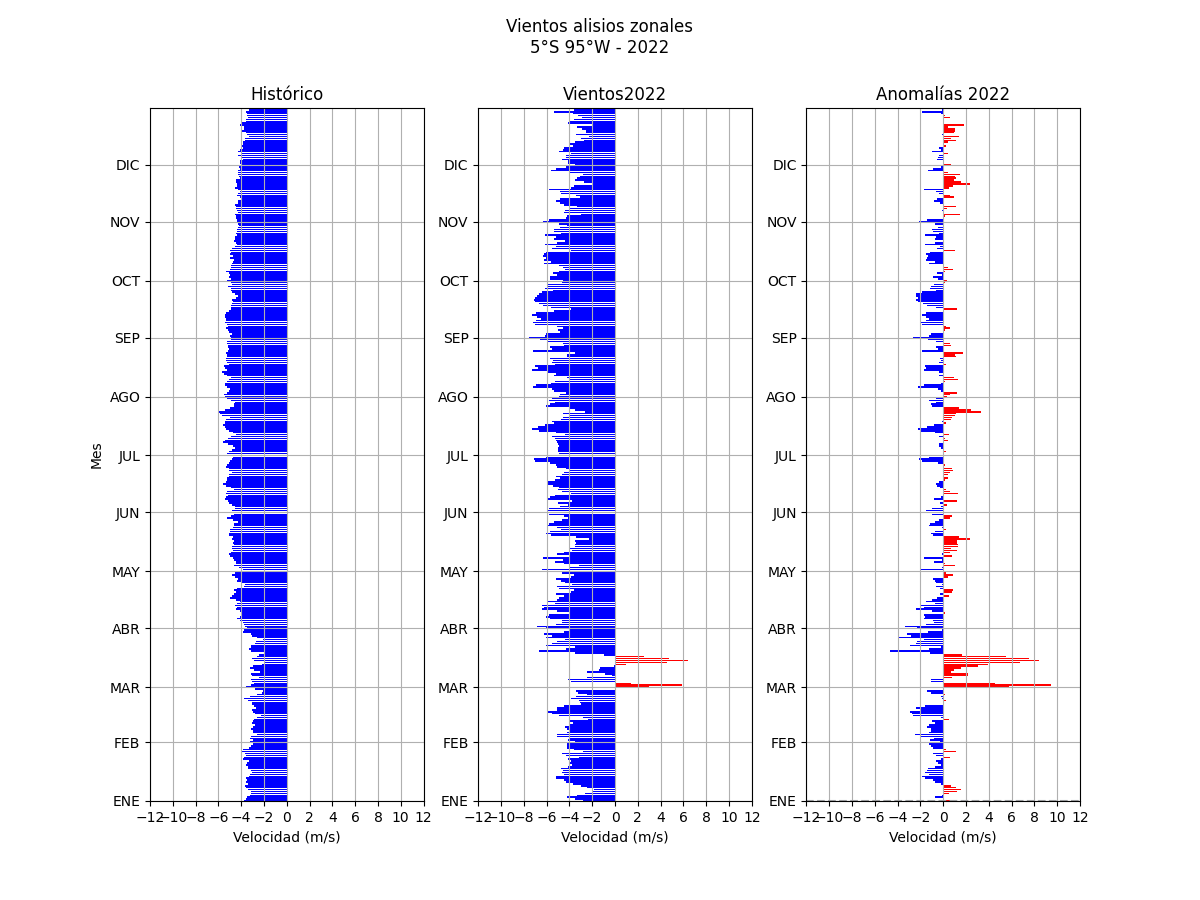 Vientos alisios zonales
5°S 95°W - 2022
Histórico
Vientos2022
Anomalías 2022
Mes
DIC
NOV
OCT
SEP
AGO
JUL
JUN
MAY
ABR
MAR
FEB
ENE
−12 −10 −8 −6 −4 −2 0 2 4 6 8 10 12
Velocidad (m/s)
DIC
NOV
OCT
SEP
AGO
JUL
JUN
MAY
ABR
MAR
FEB
ENE
−12 −10 −8 −6 −4 −2 0 2 4 6 8 10 12
Velocidad (m/s)
DIC
NOV
OCT
SEP
AGO
JUL
JUN
MAY
ABR
MAR
FEB
ENE
−12 −10 −8 −6 −4 −2 0 2 4 6 8 10 12
Velocidad (m/s)